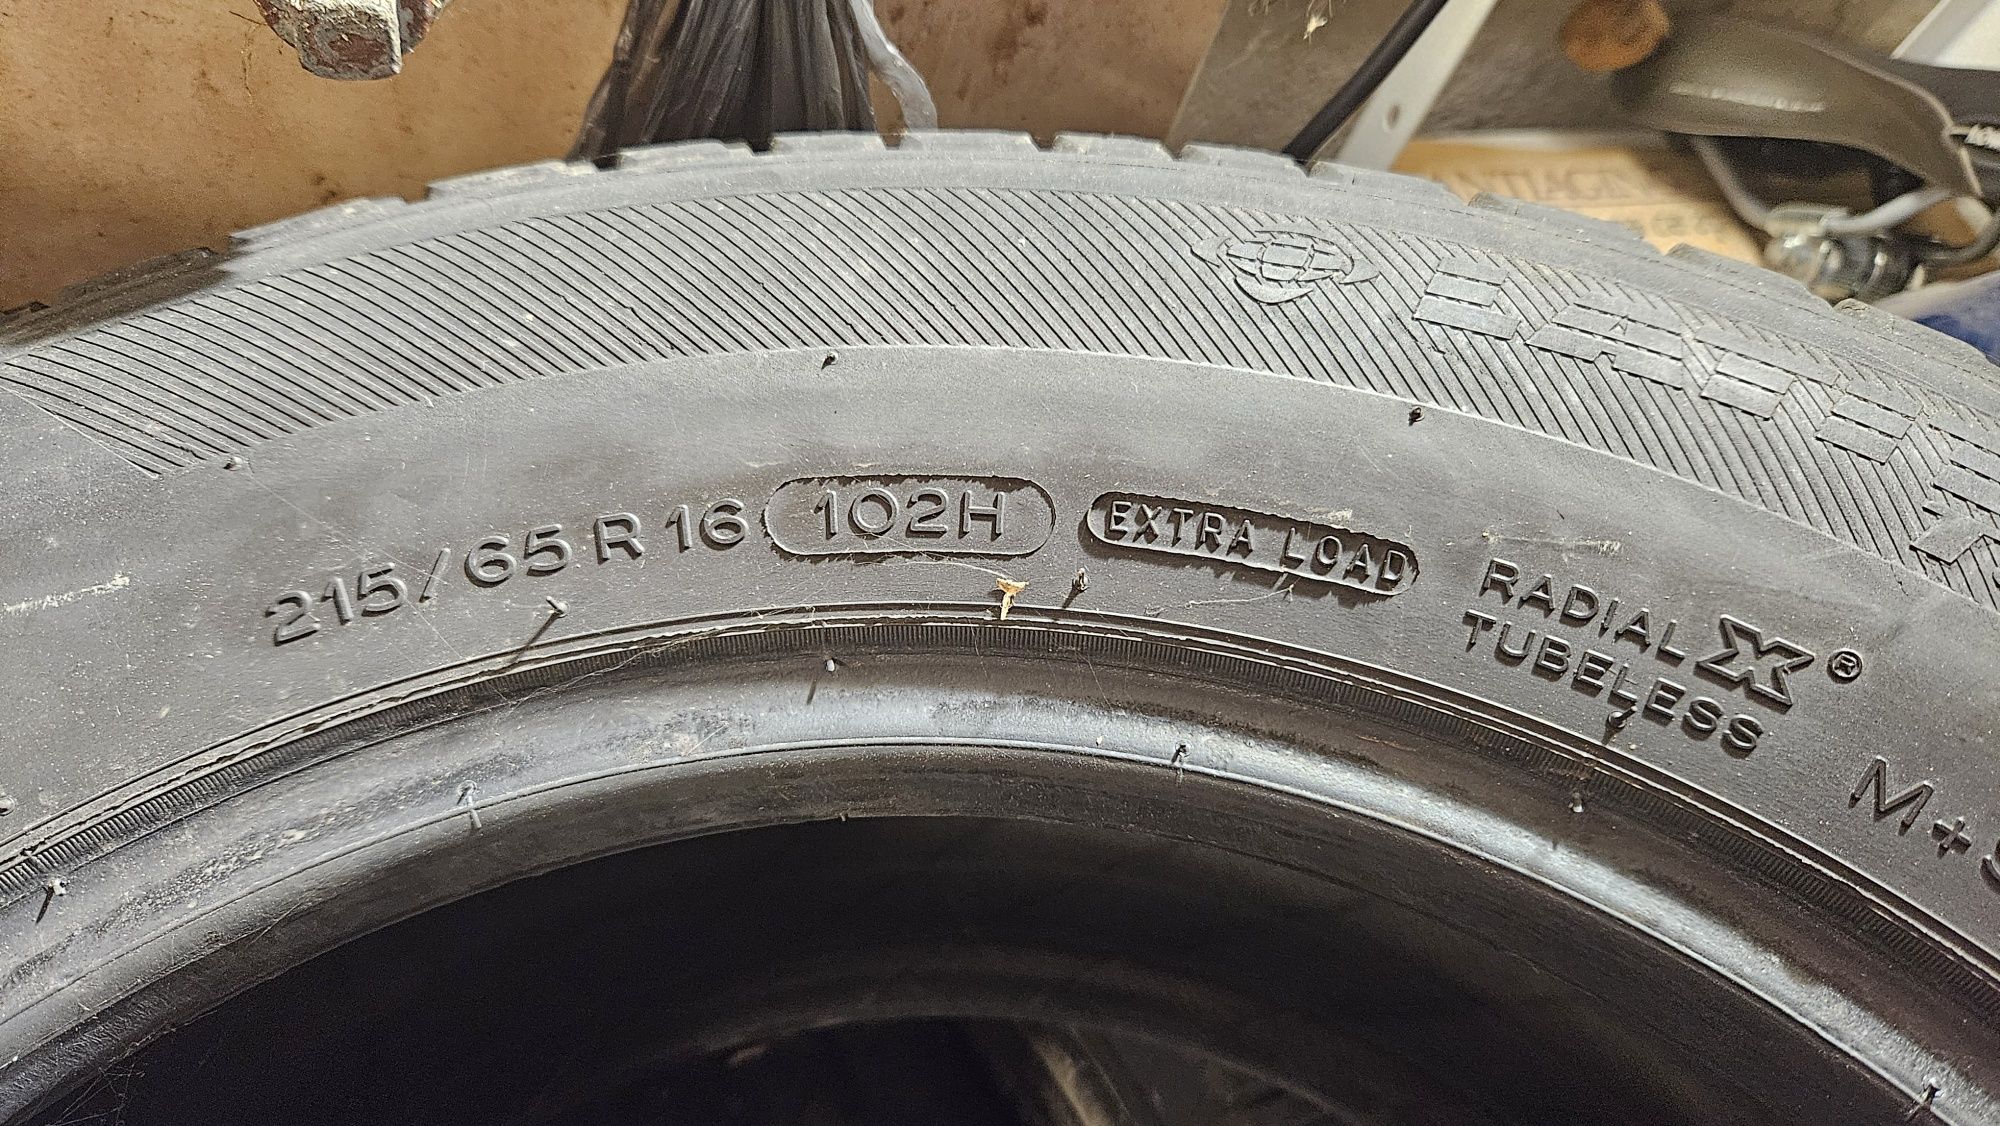 215/65 R 16 102H EXTRA LOAD
RADIAL X ®
TUBELESS
M+S